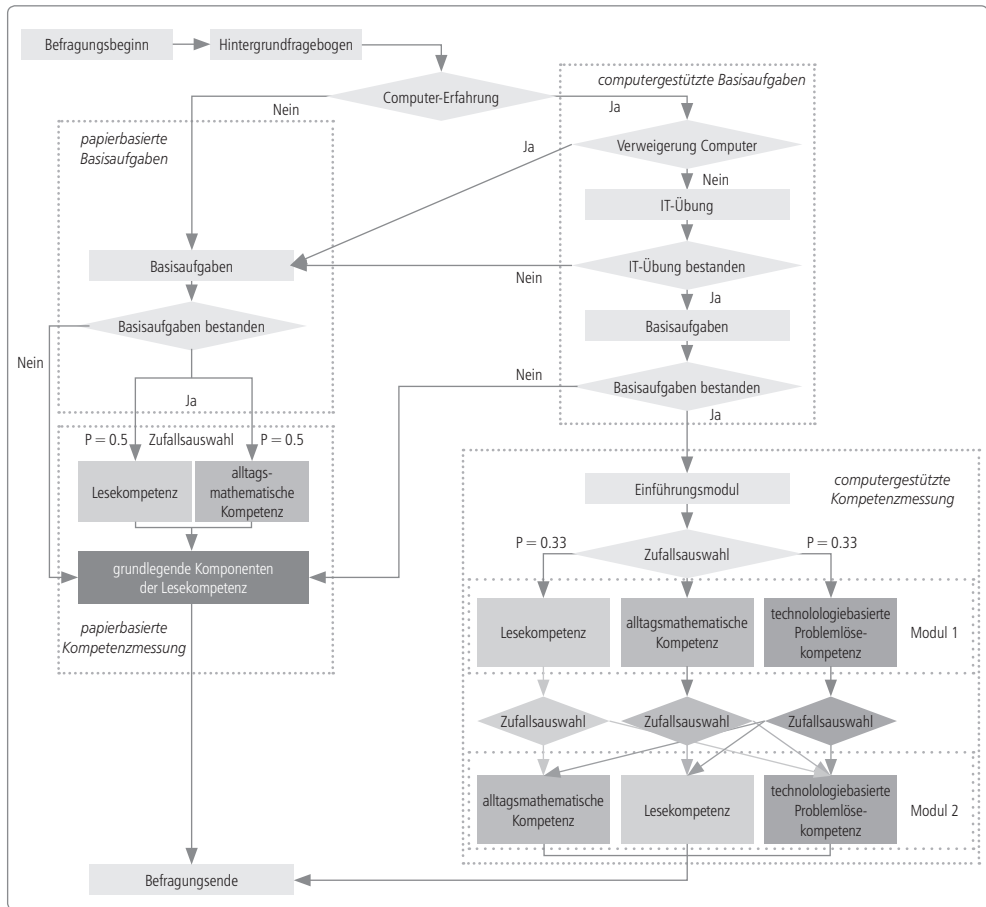 Befragungsbeginn
Hintergrundfragebogen
computergestützte Basisaufgaben
Computer-Erfahrung
Nein
Ja
papierbasierte
Basisaufgaben
Ja
Verweigerung Computer
Nein
IT-Übung
Basisaufgaben
IT-Übung bestanden
Nein
Ja
Basisaufgaben bestanden
Basisaufgaben
Nein
Nein
Basisaufgaben bestanden
Ja
Ja
P = 0.5
Zufallsauswahl
P = 0.5
Lesekompetenz
alltags-
mathematische
Kompetenz
computergestützte
Kompetenzmessung
Einführungsmodul
P = 0.33
Zufallsauswahl
P = 0.33
grundlegende Komponenten
der Lesekompetenz
papierbasierte
Kompetenzmessung
Lesekompetenz
alltagsmathematische
Kompetenz
technolologiebasierte
Problemlöse-
kompetenz
Modul 1
Zufallsauswahl
Zufallsauswahl
Zufallsauswahl
alltagsmathematische
Kompetenz
Lesekompetenz
technolologiebasierte
Problemlöse-
kompetenz
Modul 2
Befragungsende